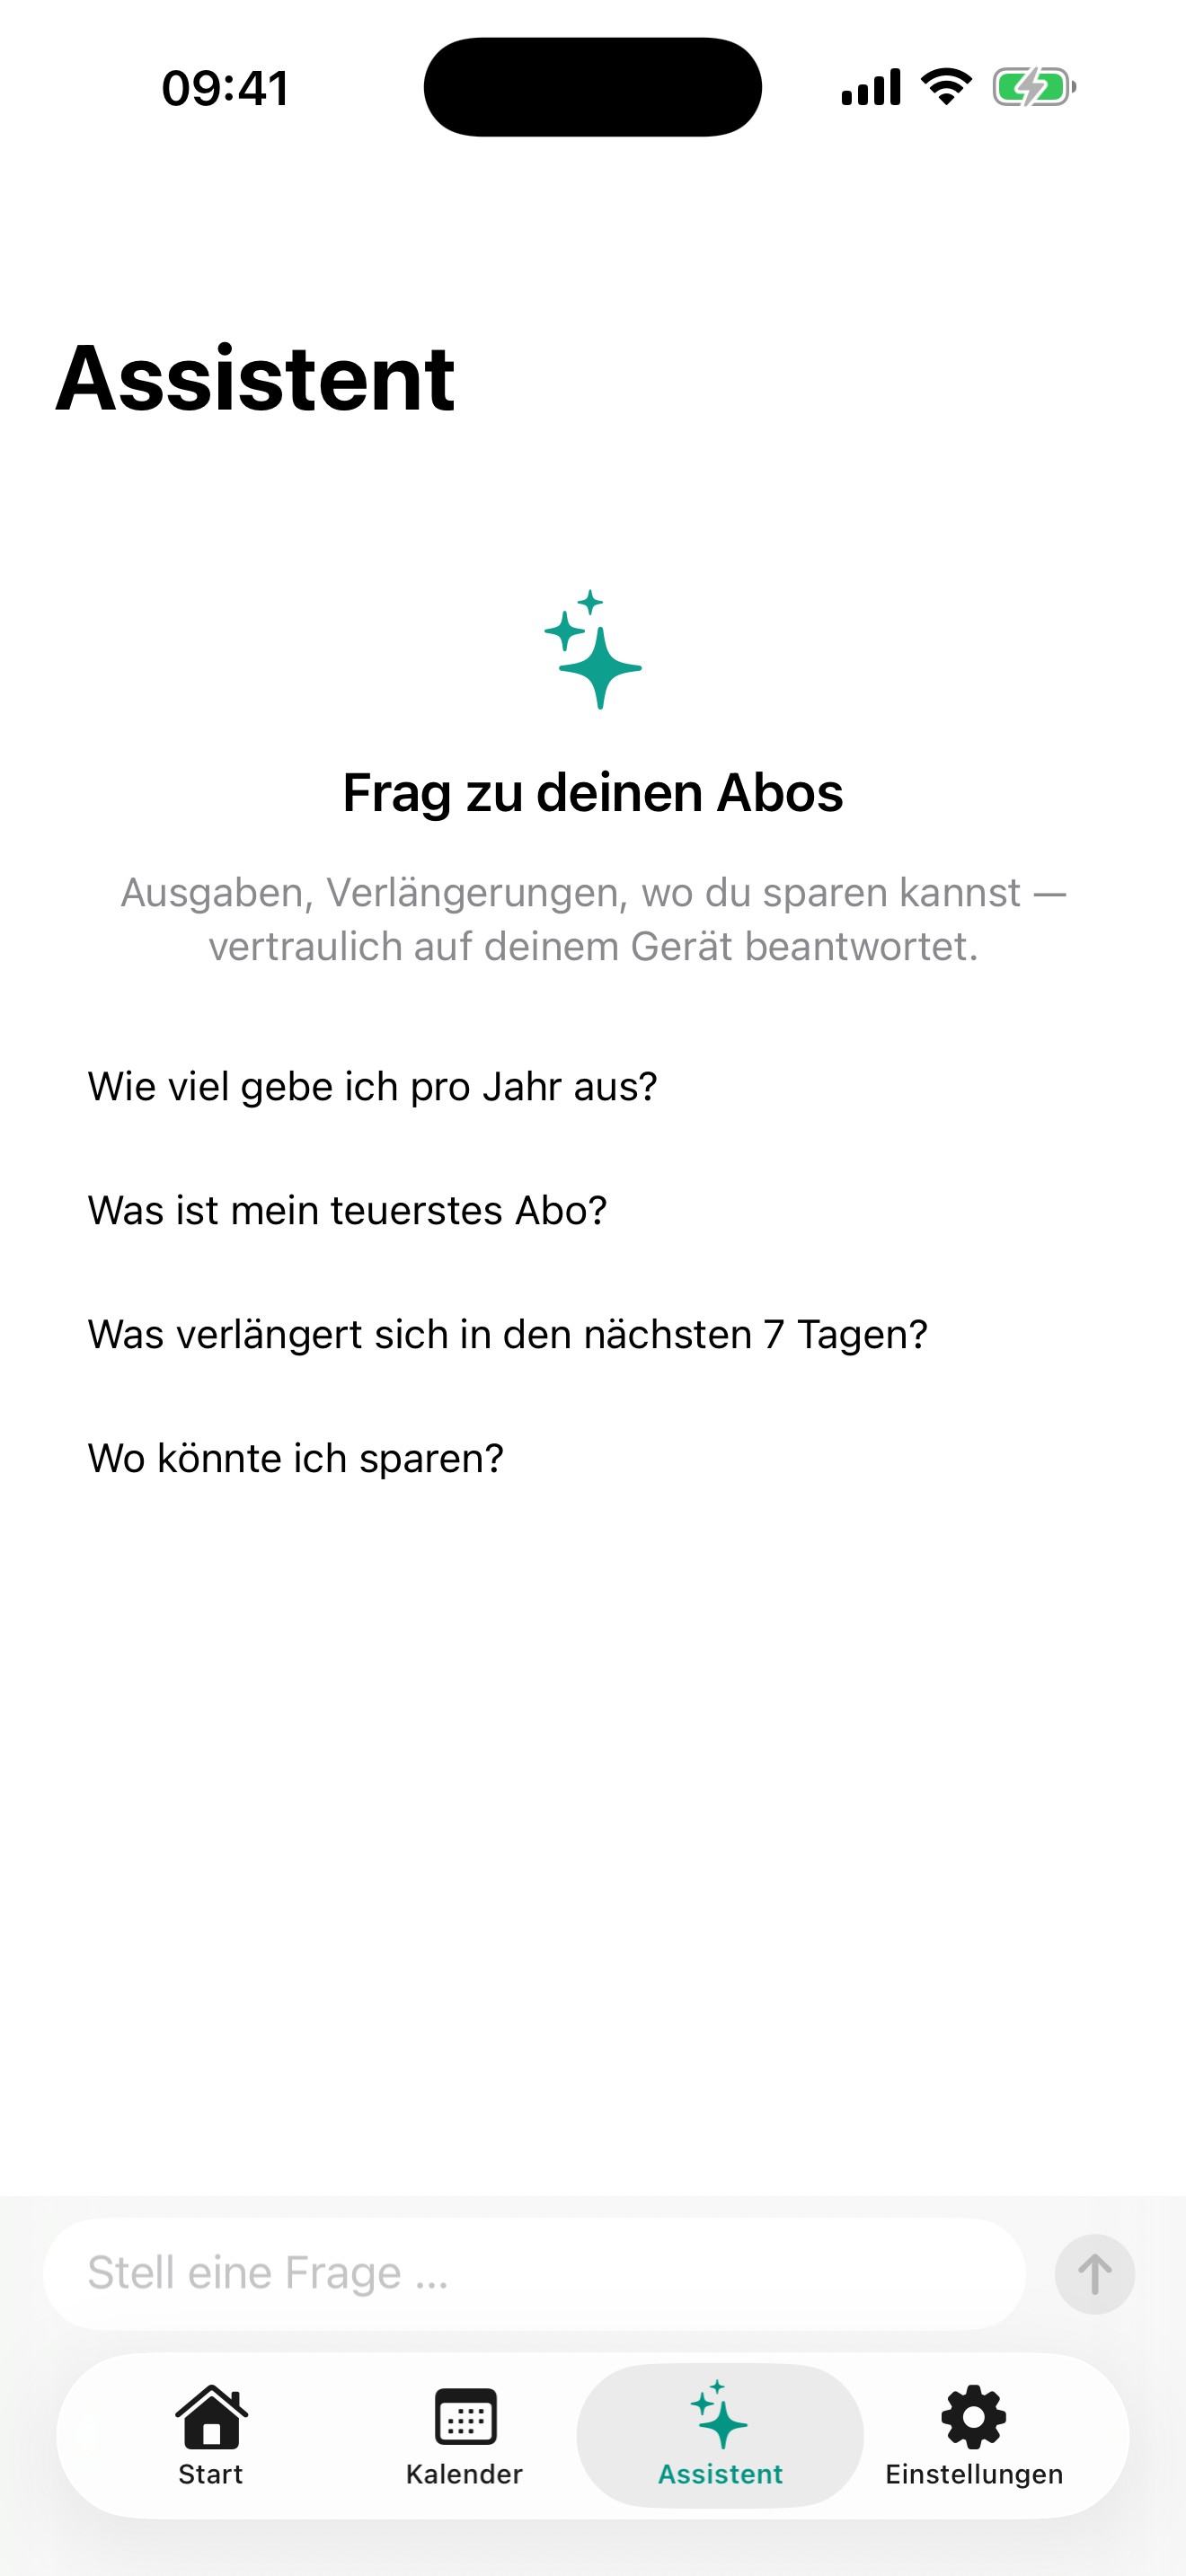 09:41
Assistent
Frag zu deinen Abos
Ausgaben, Verlängerungen, wo du sparen kannst —
vertraulich auf deinem Gerät beantwortet.
Wie viel gebe ich pro Jahr aus?
Was ist mein teuerstes Abo?
Was verlängert sich in den nächsten 7 Tagen?
Wo könnte ich sparen?
Stell eine Frage ...
Start
Kalender
Assistent
Einstellungen